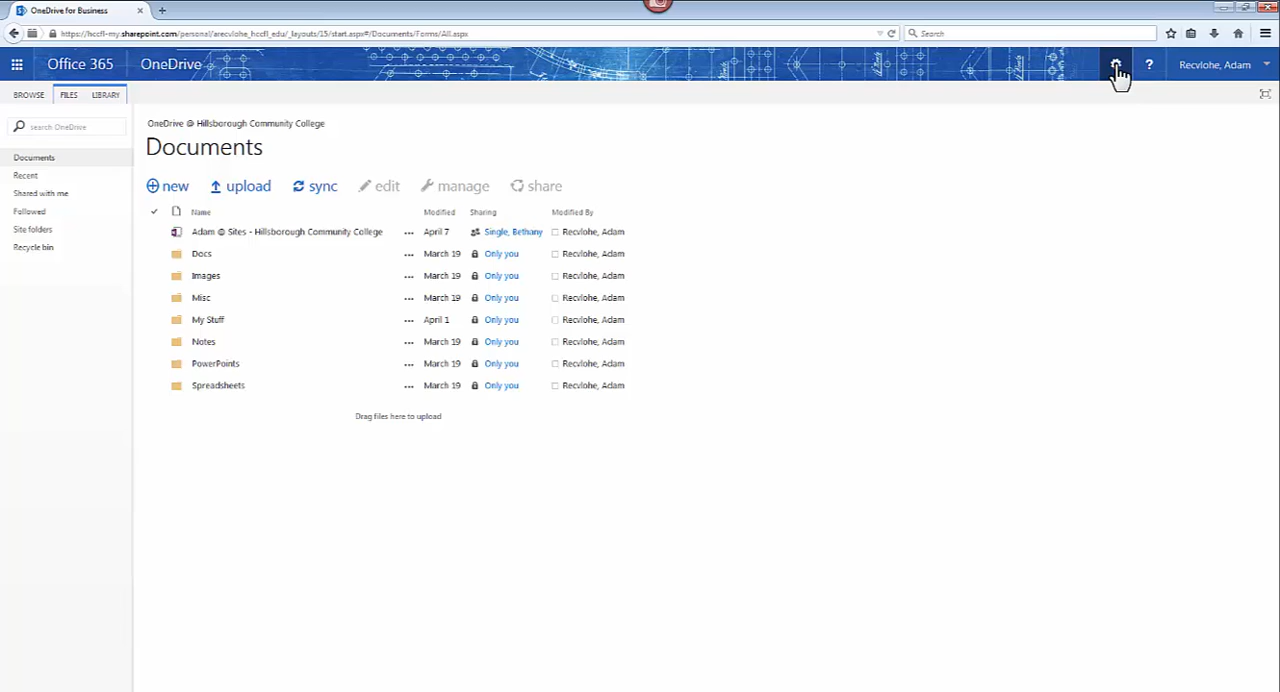 OneDrive for Business
https://hccfl-my.sharepoint.com/personal/arecvlohe_hccfl_edu/_layouts/15/start.aspx#/Documents/Forms/All.aspx
Search
Office 365 OneDrive ? Recvlohe, Adam
BROWSE FILES LIBRARY
search OneDrive
Documents
Recent
Shared with me
Followed
Site folders
Recycle bin
OneDrive @ Hillsborough Community College
Documents
new upload sync edit manage share
Name Modified Sharing Modified By
Adam @ Sites - Hillsborough Community College ... April 7 Single, Bethany Recvlohe, Adam
Docs ... March 19 Only you Recvlohe, Adam
Images ... March 19 Only you Recvlohe, Adam
Misc ... March 19 Only you Recvlohe, Adam
My Stuff ... April 1 Only you Recvlohe, Adam
Notes ... March 19 Only you Recvlohe, Adam
PowerPoints ... March 19 Only you Recvlohe, Adam
Spreadsheets ... March 19 Only you Recvlohe, Adam
Drag files here to upload